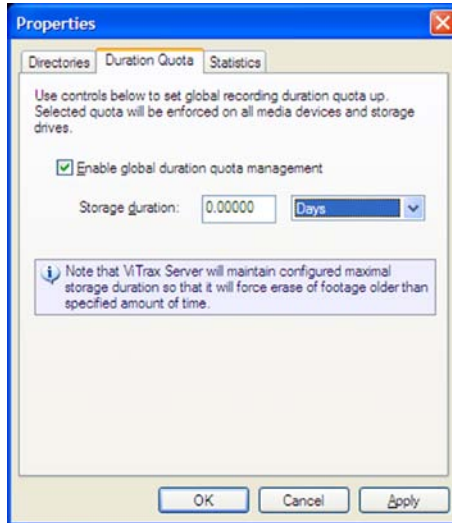 Properties
Directories Duration Quota Statistics
Use controls below to set global recording duration quota up.
Selected quota will be enforced on all media devices and storage
drives.
Enable global duration quota management
Storage duration: 0.00000 Days
Note that ViTrax Server will maintain configured maximal
storage duration so that it will force erase of footage older than
specified amount of time.
OK Cancel Apply